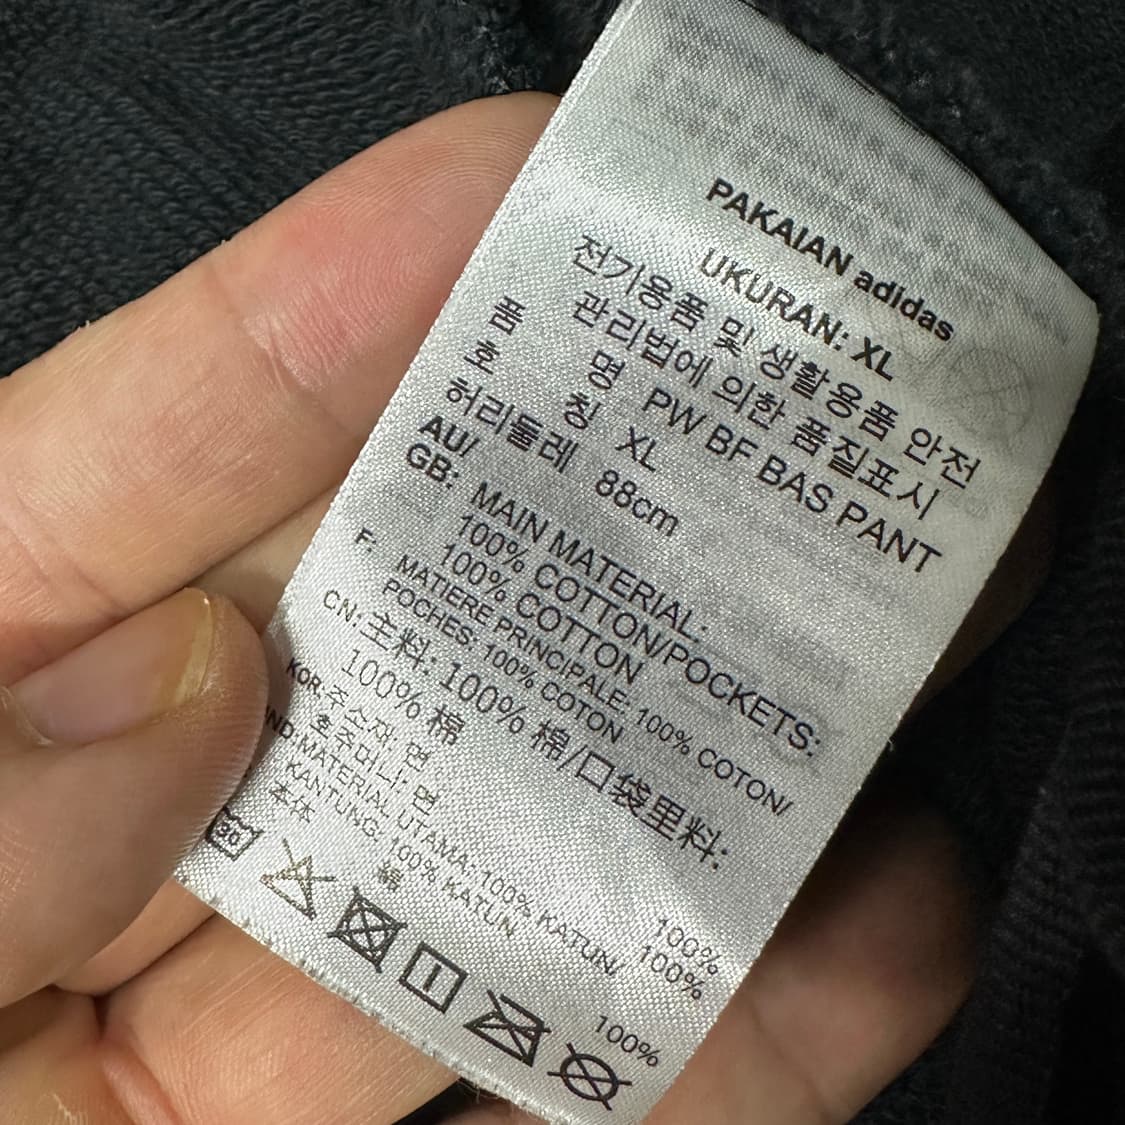 PAKAIAN adidas
UKURAN: XL
전기용품 및 생활용품 안전
관리법에 의한 품질표시
품 명 PW BF BAS PANT
호 칭 XL
허리둘레 88cm
AU/
GB: MAIN MATERIAL:
100% COTTON/POCKETS:
100% COTTON
F: MATIERE PRINCIPALE: 100% COTON/
POCHES: 100% COTON
CN: 主料: 100% 棉/口袋里料:
100% 棉
KOR: 주소재: 면 100%
호주머니: 면 100%
IND: MATERIAL UTAMA: 100% KATUN/
KANTUNG: 100% KATUN
本体 綿 100%
30